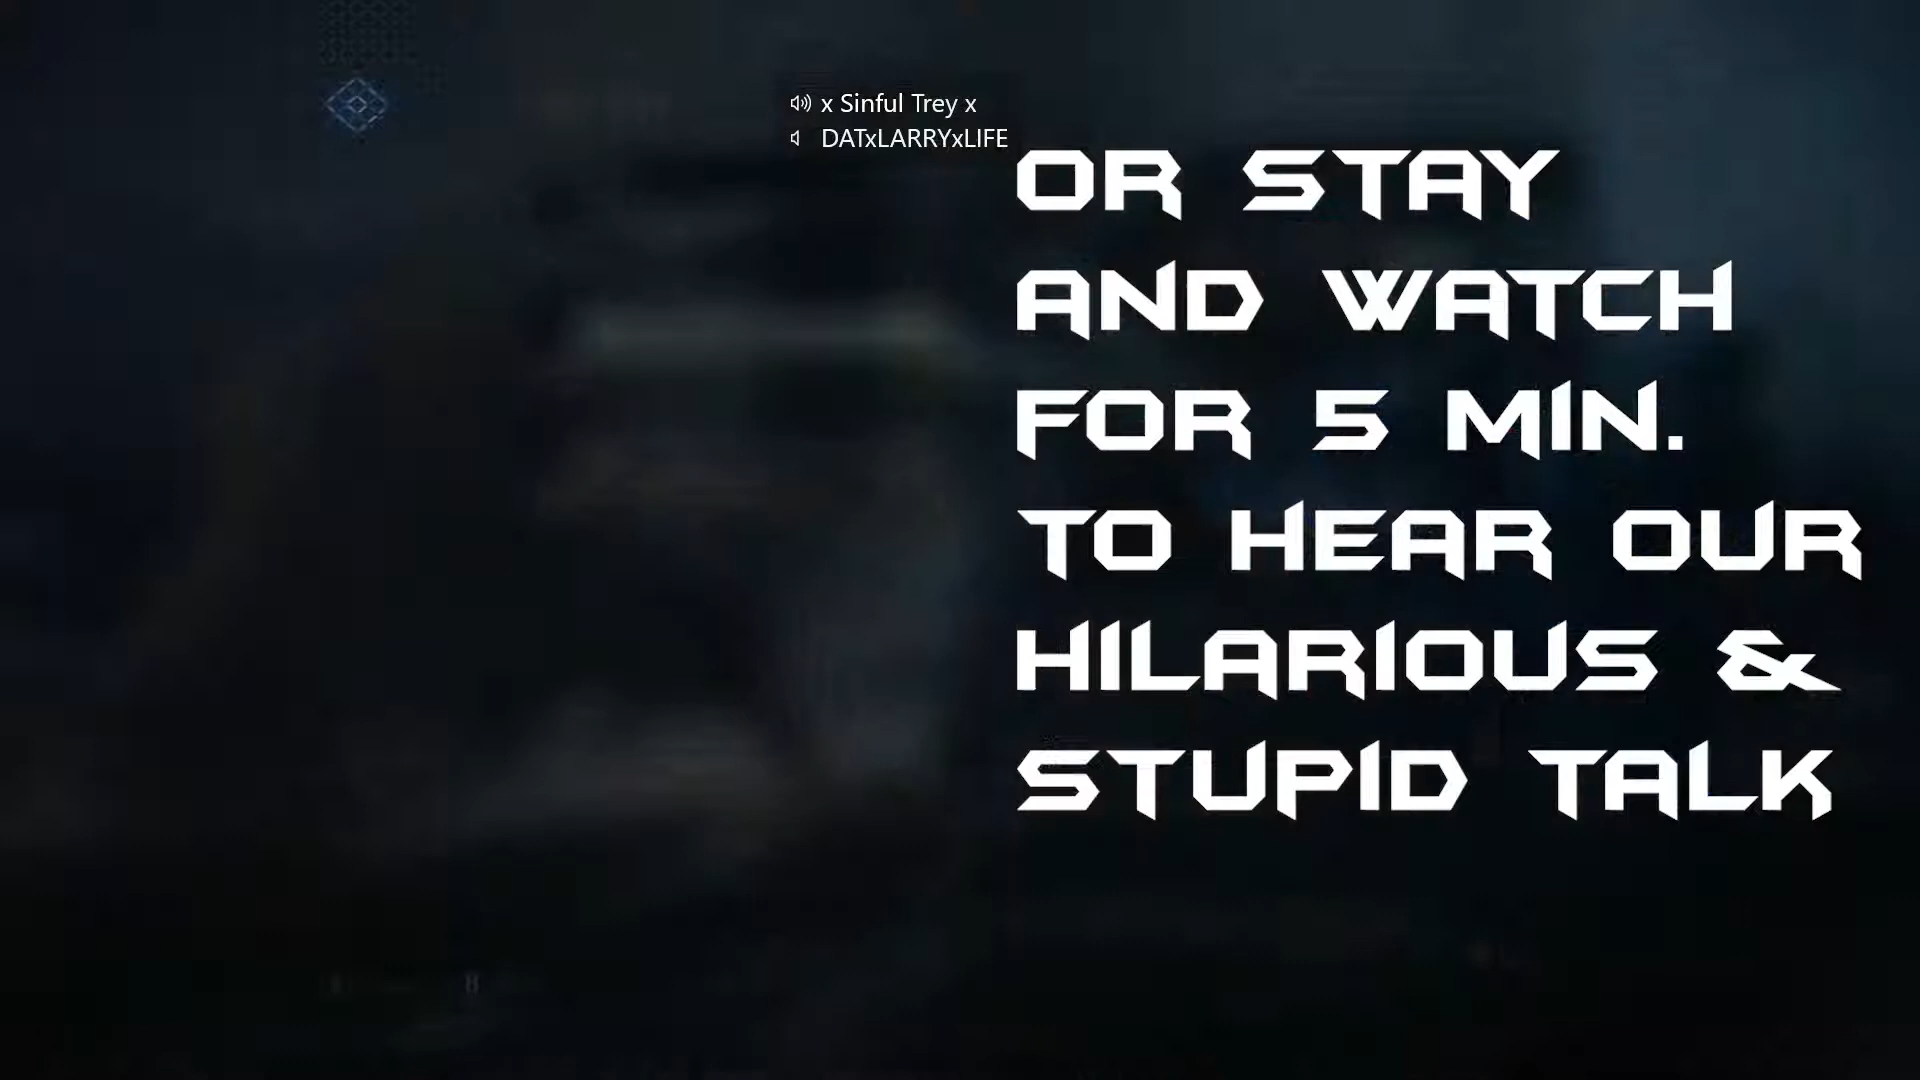 x Sinful Trey x
DATxLARRYxLIFE
OR STAY
AND WATCH
FOR 5 MIN.
TO HEAR OUR
HILARIOUS &
STUPID TALK